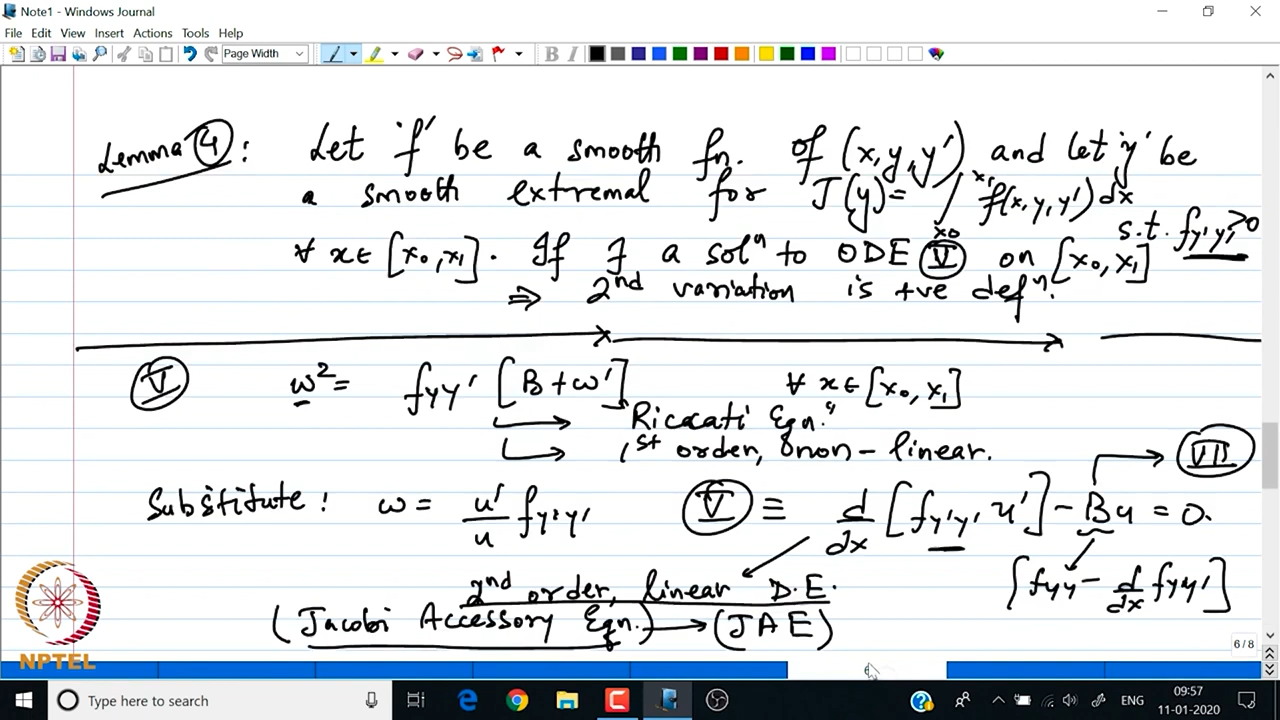 Note1 - Windows Journal
File Edit View Insert Actions Tools Help
Page Width
B I
Lemma ④: Let 'f' be a smooth fn. of (x, y, y') and let 'y' be
a smooth extremal for J(y) = ∫_{x0}^{x1} f(x, y, y') dx
s.t. fy'y' > 0
∀ x ∈ [x0, x1]. If ∃ a solⁿ to ODE Ⓥ on [x0, x1]
⇒ 2nd variation is +ve defⁿ.
Ⓥ w² = fyy' [B + w'] ∀ x ∈ [x0, x1]
→ "Riccati Eqn."
→ 1st order, non-linear.
VII
Substitute: w = u'/u fy'y' Ⓥ ≡ d/dx [fy'y' u'] - Bu = 0.
2nd order, linear D.E. [fyy - d/dx fyy']
(Jacobi Accessory Eqn.) → (JAE)
NPTEL
6 / 8
Type here to search
ENG
09:57
11-01-2020